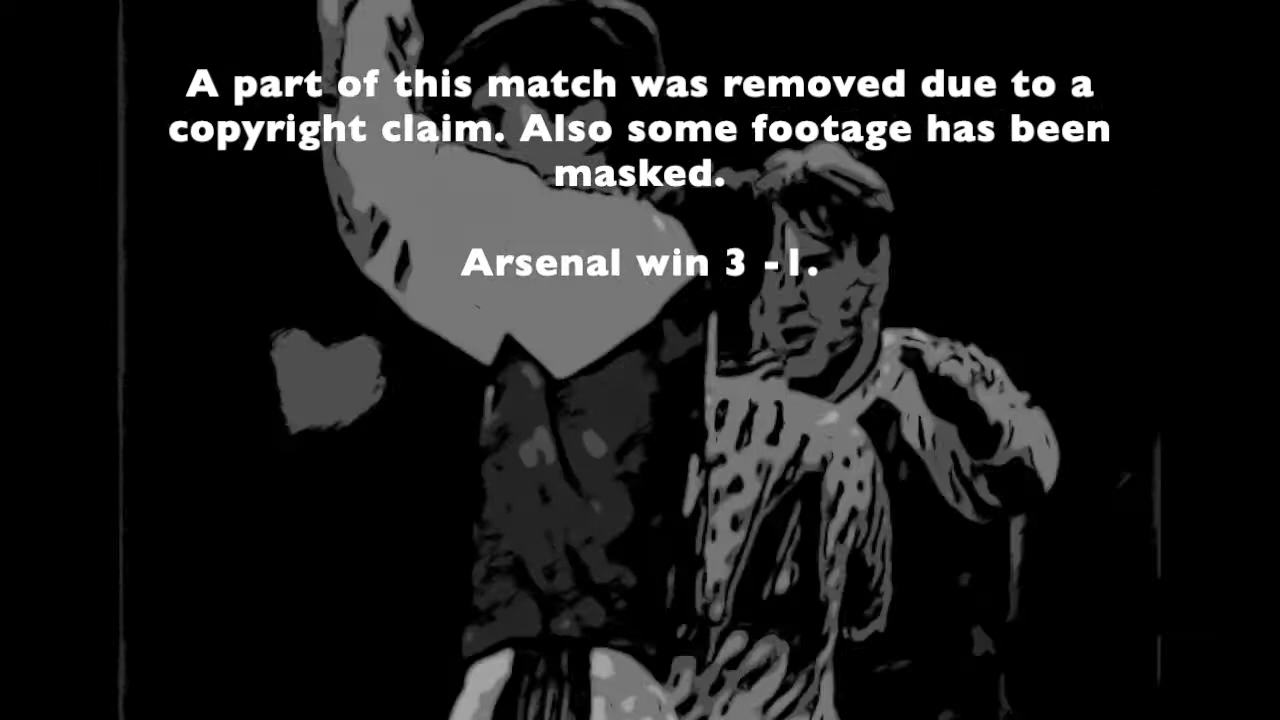 A part of this match was removed due to a
copyright claim. Also some footage has been
masked.
Arsenal win 3 -1.